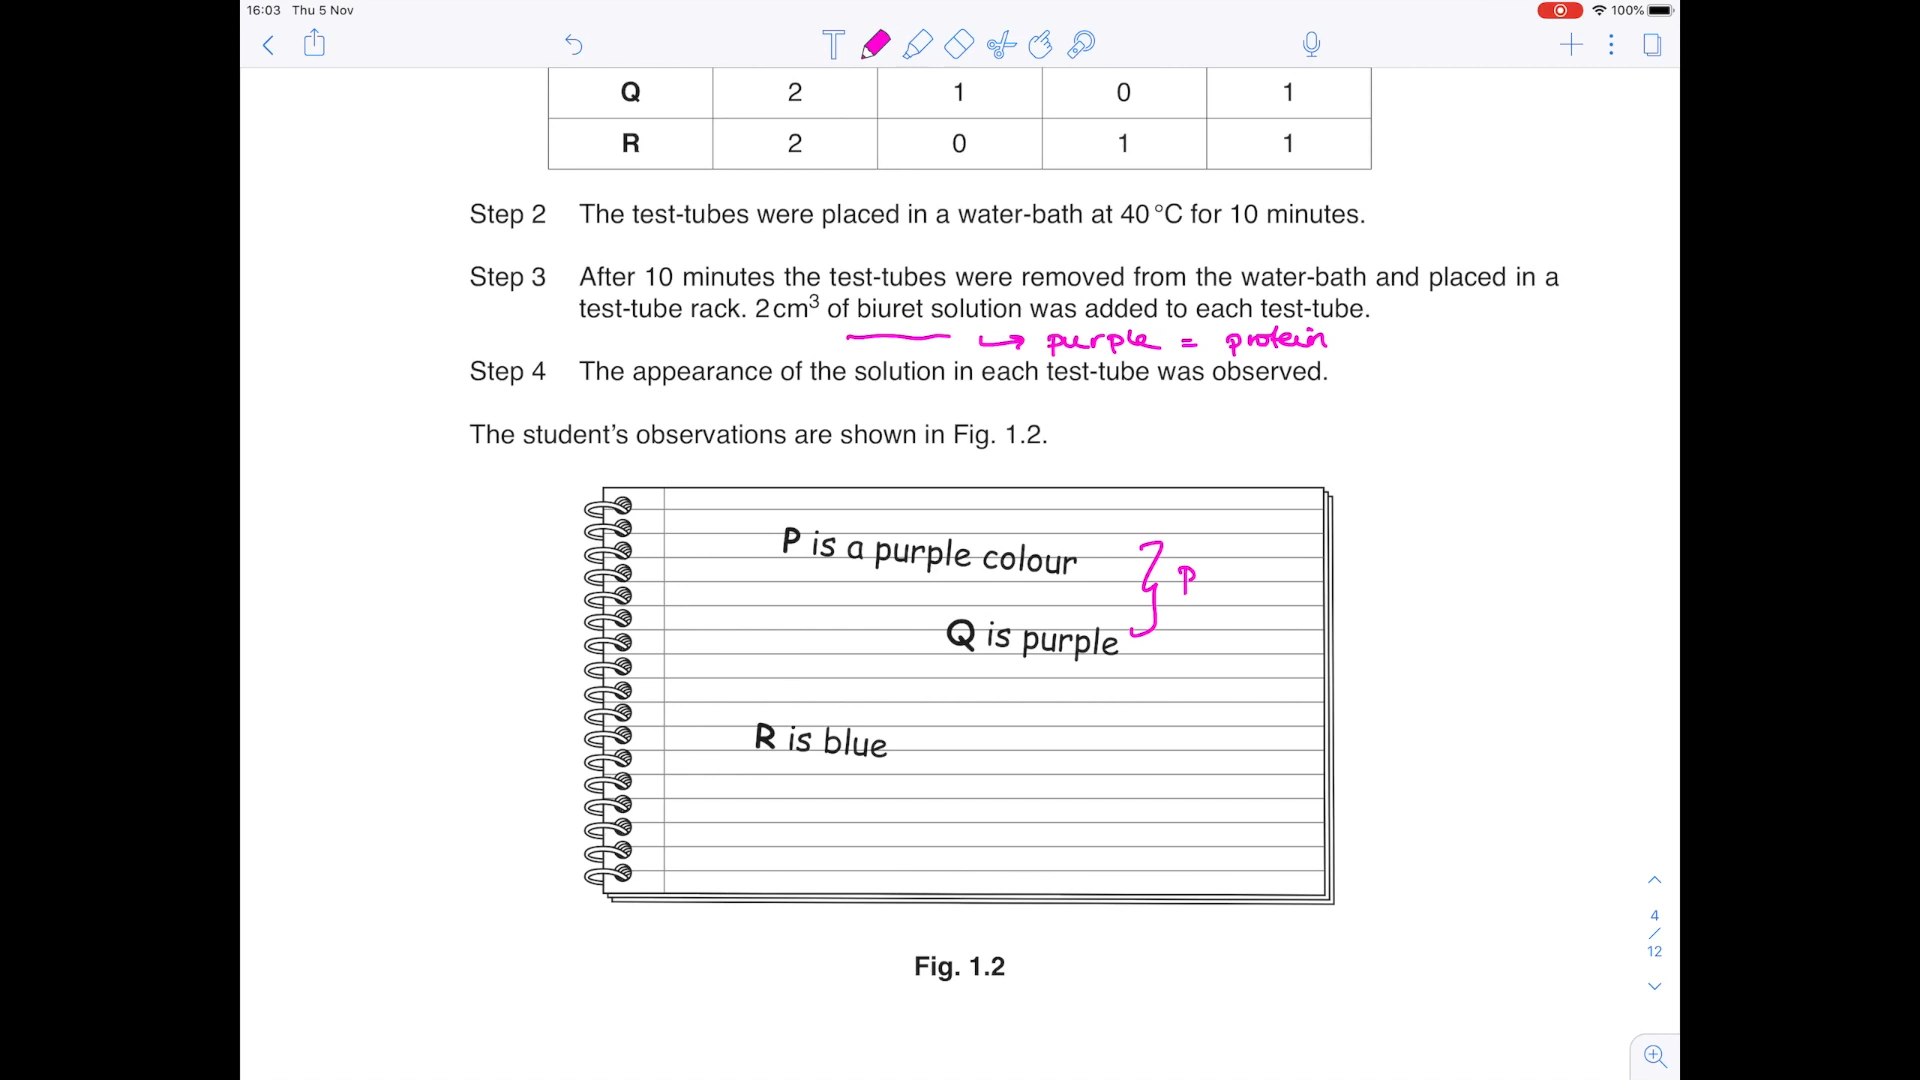 16:03 Thu 5 Nov
100%
T
Q 2 1 0 1
R 2 0 1 1
Step 2 The test-tubes were placed in a water-bath at 40 °C for 10 minutes.
Step 3 After 10 minutes the test-tubes were removed from the water-bath and placed in a
test-tube rack. 2 cm³ of biuret solution was added to each test-tube.
→ purple = protein
Step 4 The appearance of the solution in each test-tube was observed.
The student's observations are shown in Fig. 1.2.
P is a purple colour
P
Q is purple
R is blue
Fig. 1.2
4
/
12